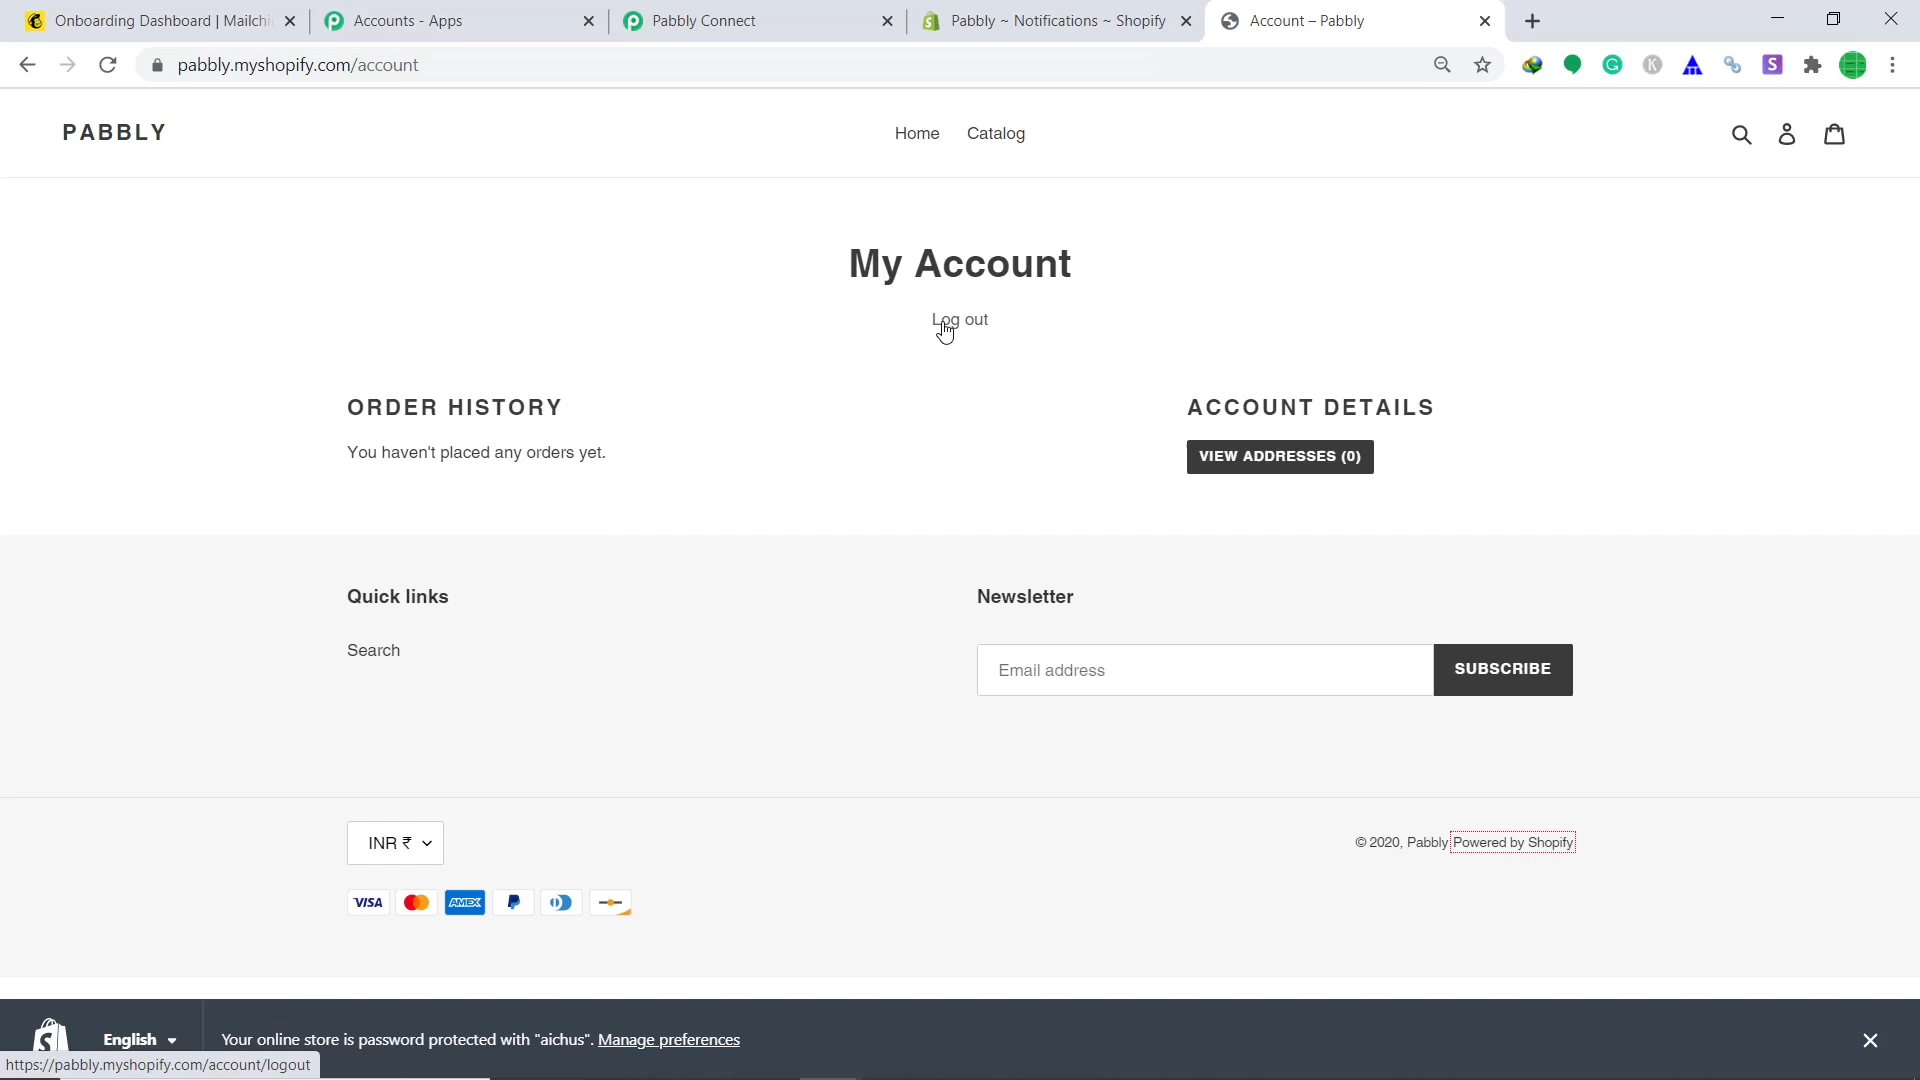 Onboarding Dashboard | Mailchi
Accounts - Apps
Pabbly Connect
Pabbly ~ Notifications ~ Shopify
Account – Pabbly
pabbly.myshopify.com/account
PABBLY
Home
Catalog
My Account
Log out
ORDER HISTORY
ACCOUNT DETAILS
You haven't placed any orders yet.
VIEW ADDRESSES (0)
Quick links
Newsletter
Search
Email address
SUBSCRIBE
INR ₹
© 2020, Pabbly Powered by Shopify
VISA
AMEX
English
Your online store is password protected with "aichus". Manage preferences
https://pabbly.myshopify.com/account/logout